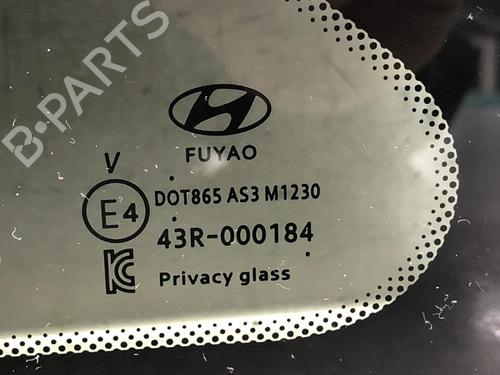 B-PARTS
FUYAO
V
E4
DOT865 AS3 M1230
43R-000184
KC
Privacy glass